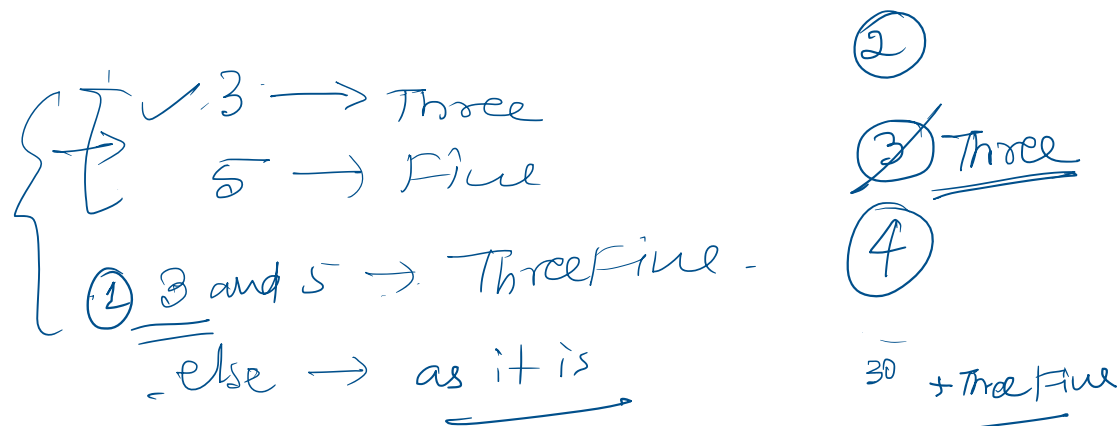 3 → Three
5 → Five
1 3 and 5 → ThreeFive.
else → as it is
2
3 Three
4
30 → ThreeFive